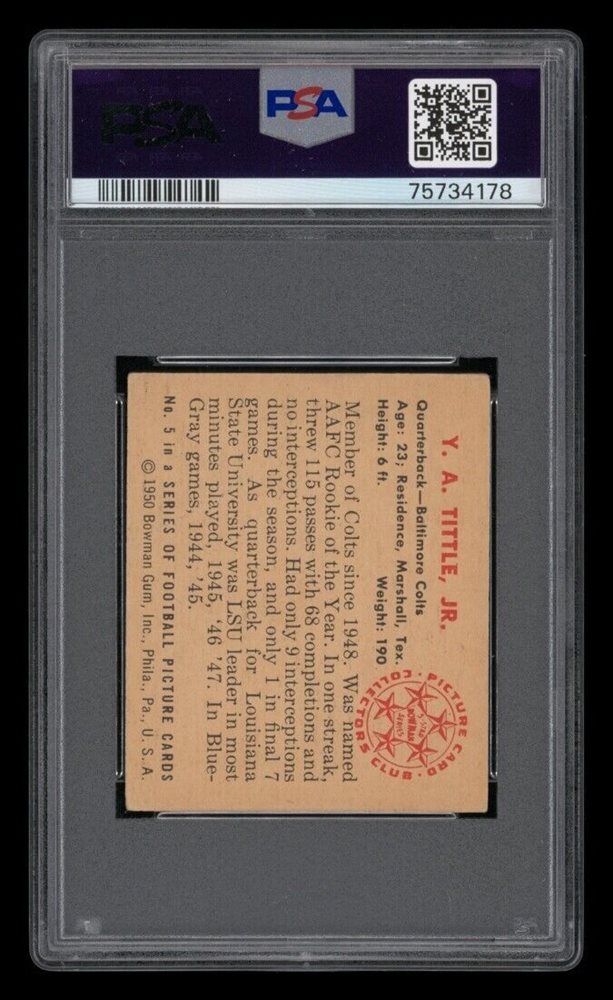 PSA
PSA
75734178
Y. A. TITTLE, JR.
Quarterback—Baltimore Colts
Age: 23; Residence, Marshall, Tex.
Height: 6 ft. Weight: 190
PICTURE CARD
COLLECTORS CLUB
5-STAR
BOWMAN
SERIES
Member of Colts since 1948. Was named
AAFC Rookie of the Year. In one streak,
threw 115 passes with 68 completions and
no interceptions. Had only 9 interceptions
during the season, and only 1 in final 7
games. As quarterback for Louisiana
State University was LSU leader in most
minutes played, 1945, '46 '47. In Blue-
Gray games, 1944, '45.
No. 5 in a SERIES OF FOOTBALL PICTURE CARDS
©1950 Bowman Gum, Inc., Phila., Pa., U. S. A.